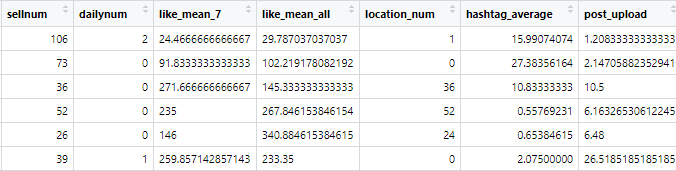 sellnum dailynum like_mean_7 like_mean_all location_num hashtag_average post_upload
106 2 24.4666666666667 29.787037037037 1 15.99074074 1.20833333333333
73 0 91.8333333333333 102.219178082192 0 27.38356164 2.14705882352941
36 0 271.666666666667 145.333333333333 36 10.83333333 10.5
52 0 235 267.846153846154 52 0.55769231 6.16326530612245
26 0 146 340.884615384615 24 0.65384615 6.48
39 1 259.857142857143 233.35 0 2.07500000 26.5185185185185